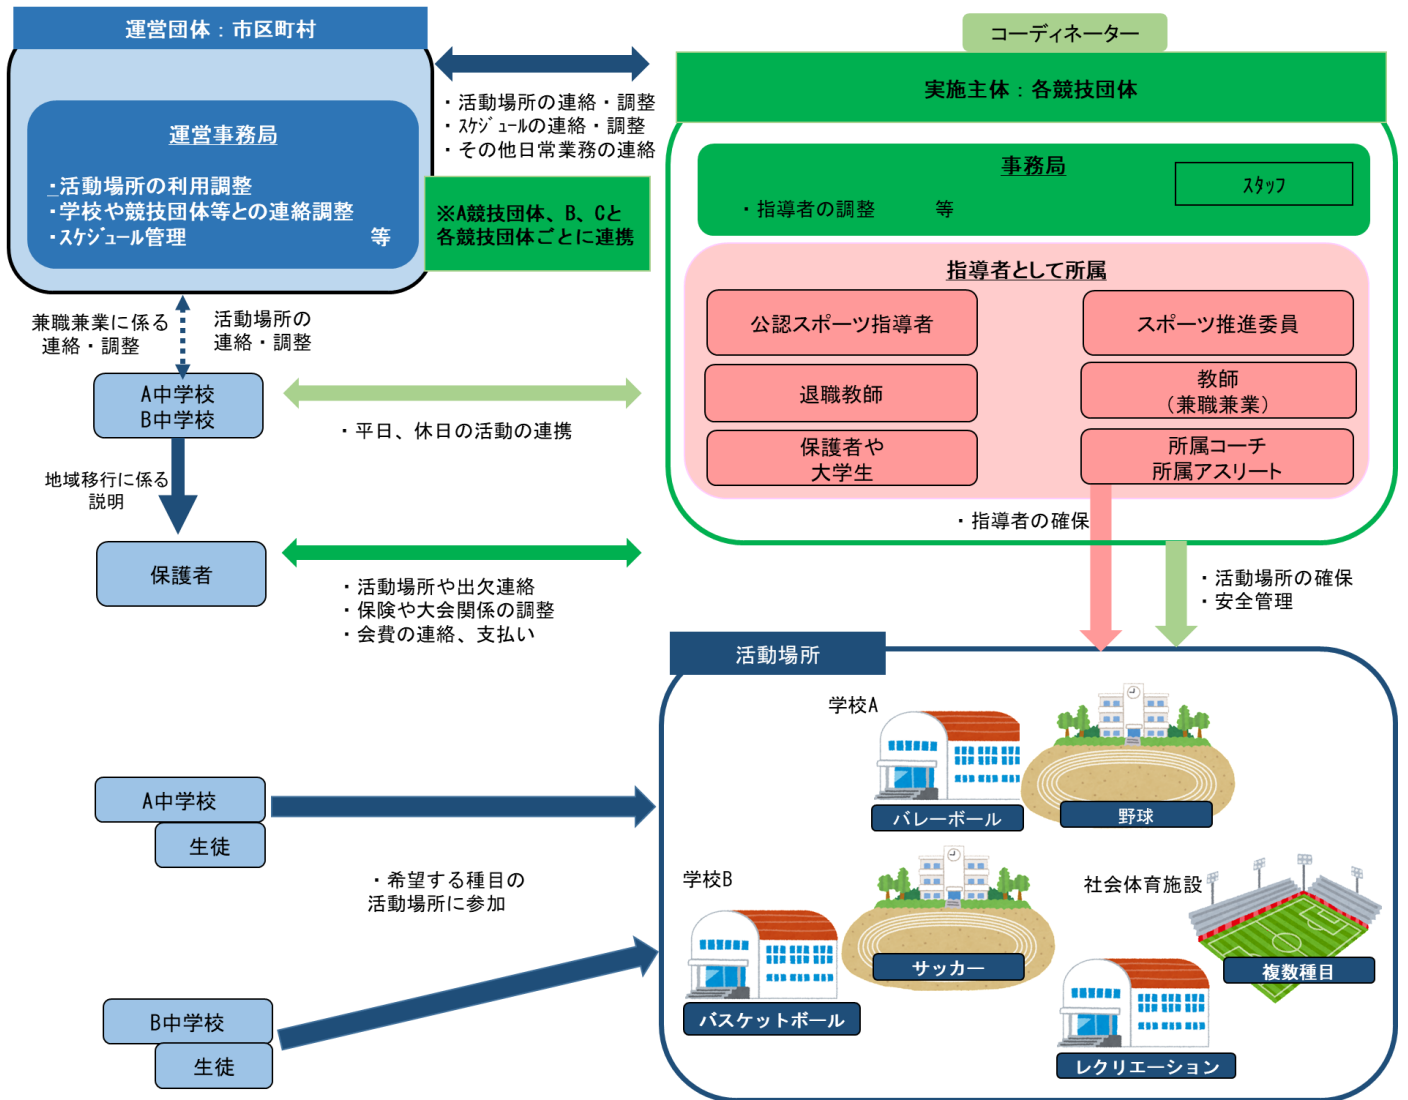 運営団体：市区町村
運営事務局
・活動場所の利用調整
・学校や競技団体等との連絡調整
・ｽｹｼﾞｭｰﾙ管理　等
・活動場所の連絡・調整
・ｽｹｼﾞｭｰﾙの連絡・調整
・その他日常業務の連絡
※A競技団体、B、Cと
各競技団体ごとに連携
コーディネーター
実施主体：各競技団体
事務局
ｽﾀｯﾌ
・指導者の調整　等
指導者として所属
公認スポーツ指導者
スポーツ推進委員
退職教師
教師
（兼職兼業）
保護者や
大学生
所属コーチ
所属アスリート
兼職兼業に係る
連絡・調整
活動場所の
連絡・調整
A中学校
B中学校
・平日、休日の活動の連携
地域移行に係る
説明
保護者
・活動場所や出欠連絡
・保険や大会関係の調整
・会費の連絡、支払い
・指導者の確保
・活動場所の確保
・安全管理
活動場所
学校A
バレーボール
野球
学校B
バスケットボール
サッカー
社会体育施設
複数種目
レクリエーション
A中学校
生徒
・希望する種目の
活動場所に参加
B中学校
生徒